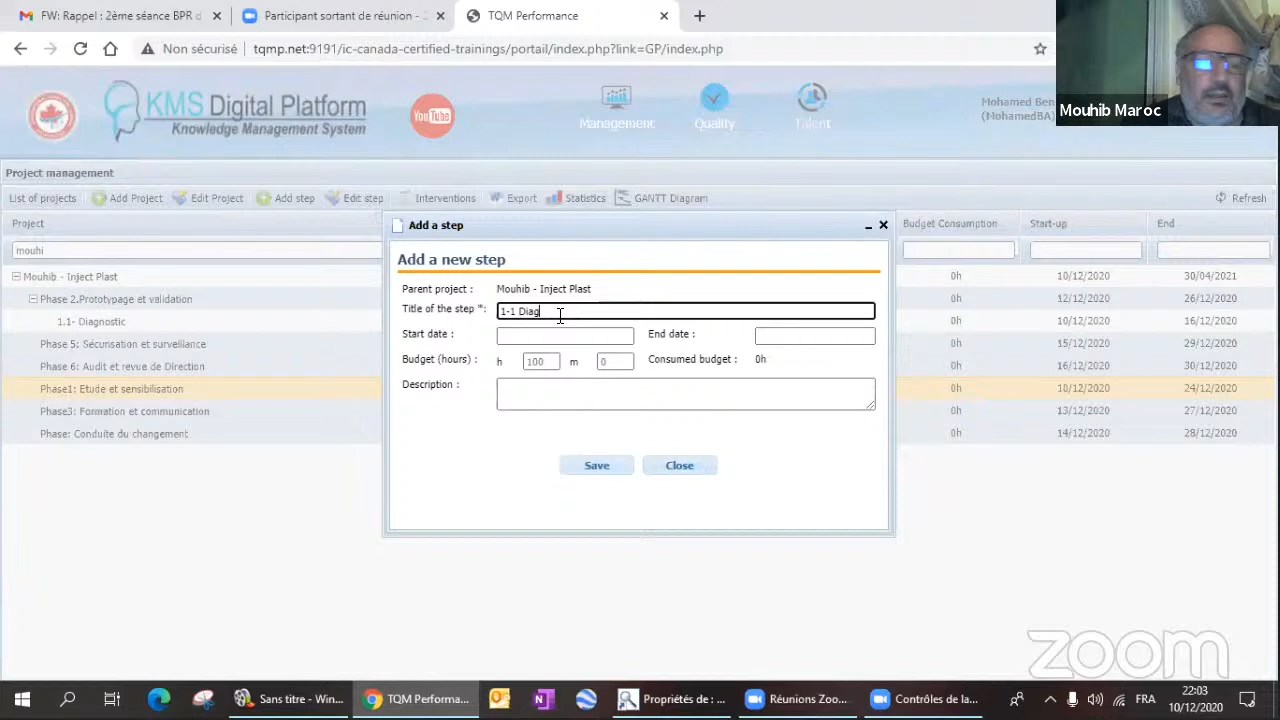 FW: Rappel : 2ème séance BPR d
Participant sortant de réunion - 2
TQM Performance
Non sécurisé
tqmp.net:9191/ic-canada-certified-trainings/portail/index.php?link=GP/index.php
KMS Digital Platform
Knowledge Management System
YouTube
Management
Quality
Talent
Mohamed Ben
(MohamedBA)
Mouhib Maroc
Project management
List of projects
Add Project
Edit Project
Add step
Edit step
Interventions
Export
Statistics
GANTT Diagram
Refresh
Project
Budget Consumption
Start-up
End
mouhi
Mouhib - Inject Plast
0h
10/12/2020
30/04/2021
Phase 2.Prototypage et validation
0h
12/12/2020
26/12/2020
1.1- Diagnostic
0h
10/12/2020
16/12/2020
Phase 5: Sécurisation et surveillance
0h
15/12/2020
29/12/2020
Phase 6: Audit et revue de Direction
0h
16/12/2020
30/12/2020
Phase1: Etude et sensibilisation
0h
10/12/2020
24/12/2020
Phase3: Formation et communication
0h
13/12/2020
27/12/2020
Phase: Conduite du changement
0h
14/12/2020
28/12/2020
Add a step
Add a new step
Parent project :
Mouhib - Inject Plast
Title of the step *:
1-1 Diag
Start date :
End date :
Budget (hours) :
h
100
m
0
Consumed budget :
0h
Description :
Save
Close
zoom
Sans titre - Win...
TQM Performa...
Propriétés de : ...
Réunions Zoo...
Contrôles de la...
FRA
22:03
10/12/2020